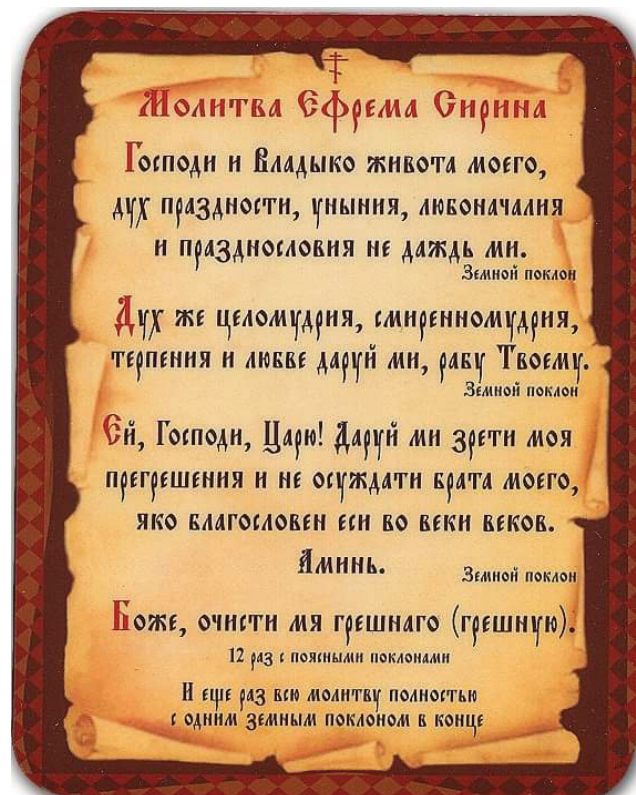 Молитва Ефрема Сирина
Господи и Владыко живота моего,
дух праздности, уныния, любоначалия
и празднословия не даждь ми.
Земной поклон
Дух же целомудрия, смиренномудрия,
терпения и любве даруй ми, рабу Твоему.
Земной поклон
Ей, Господи, Царю! Даруй ми зрети моя
прегрешения и не осуждати брата моего,
яко благословен еси во веки веков.
Аминь.
Земной поклон
Боже, очисти мя грешнаго (грешную).
12 раз с поясными поклонами
И еще раз всю молитву полностью
с одним земным поклоном в конце